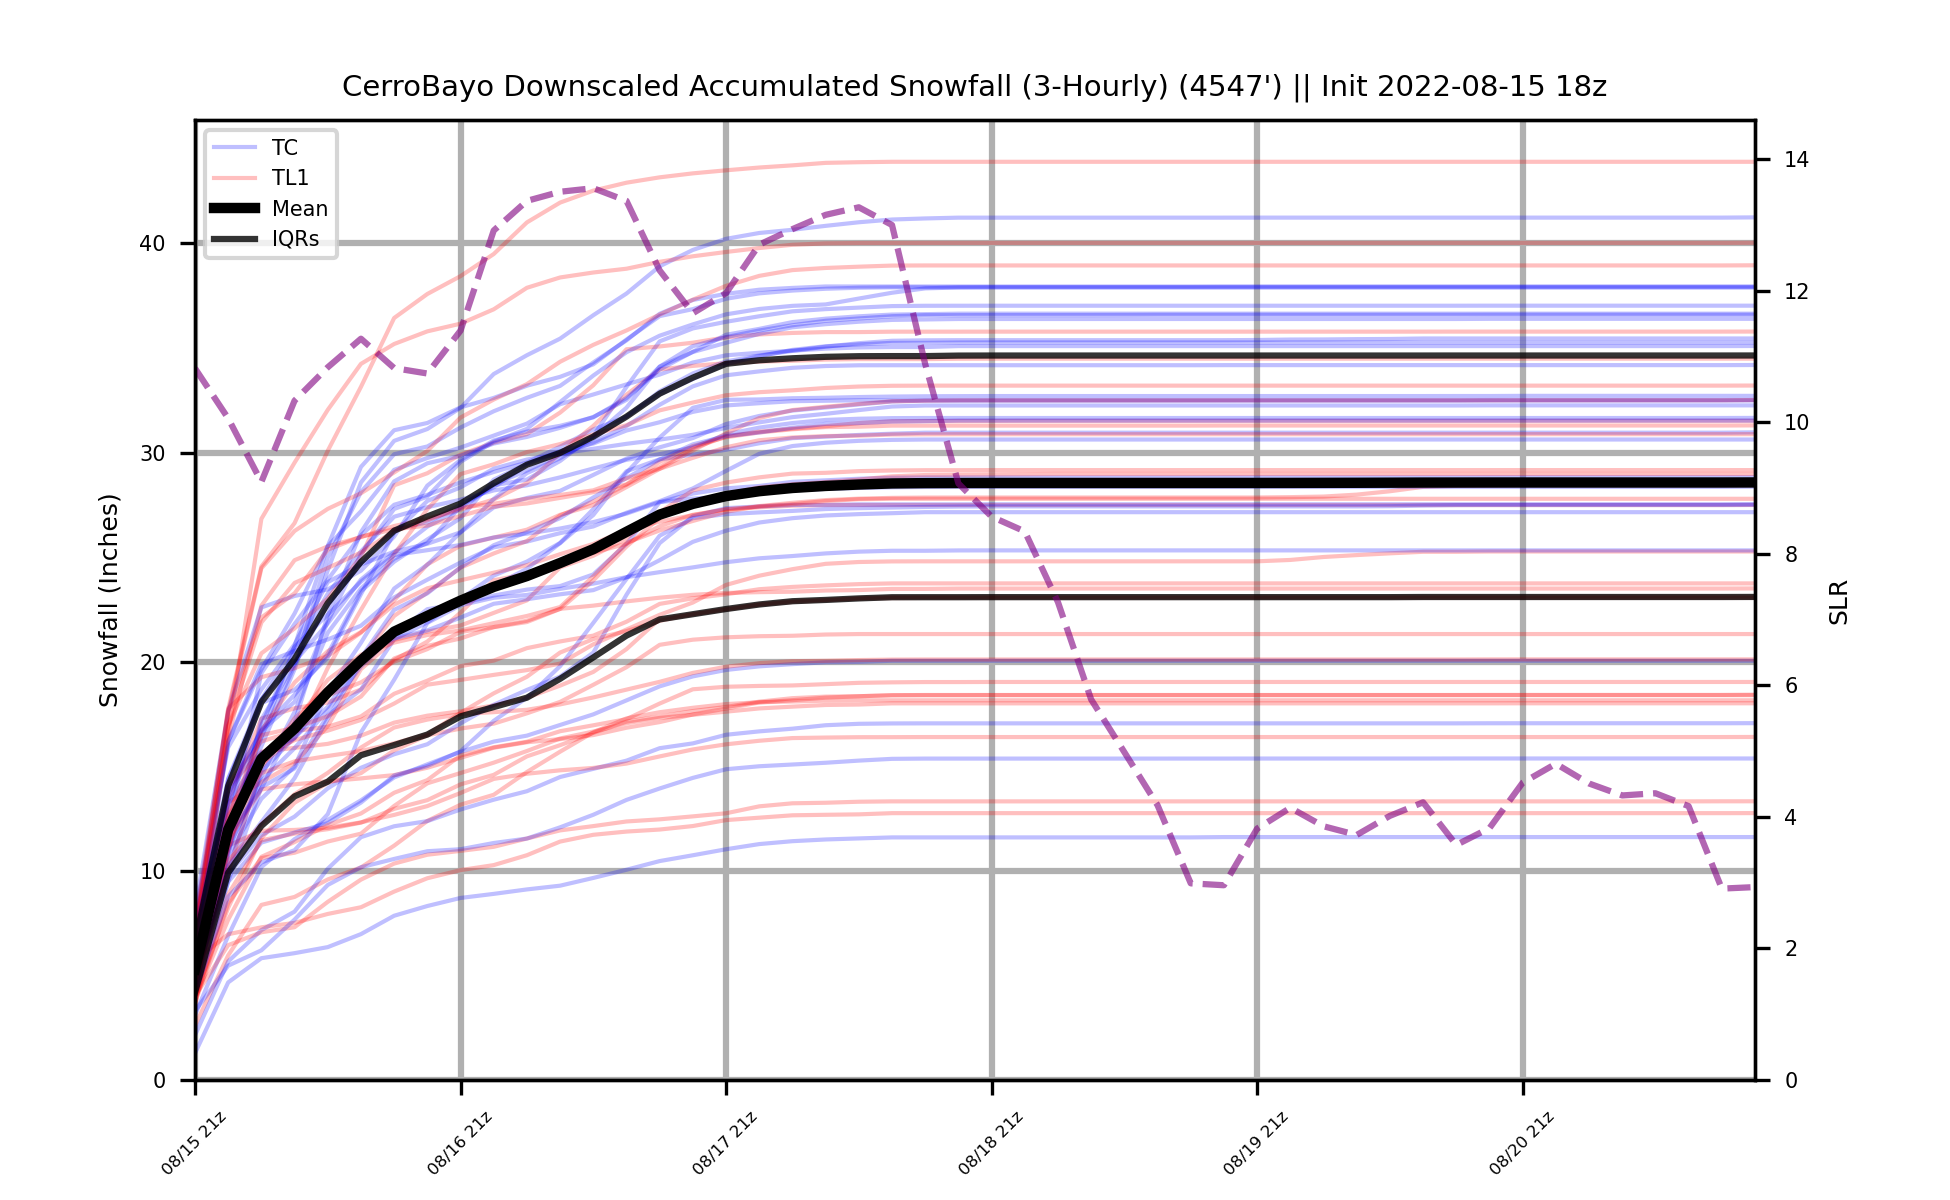 CerroBayo Downscaled Accumulated Snowfall (3-Hourly) (4547') || Init 2022-08-15 18z
TC
TL1
Mean
IQRs
40
30
20
10
0
Snowfall (Inches)
14
12
10
8
6
4
2
0
SLR
08/15 21z
08/16 21z
08/17 21z
08/18 21z
08/19 21z
08/20 21z